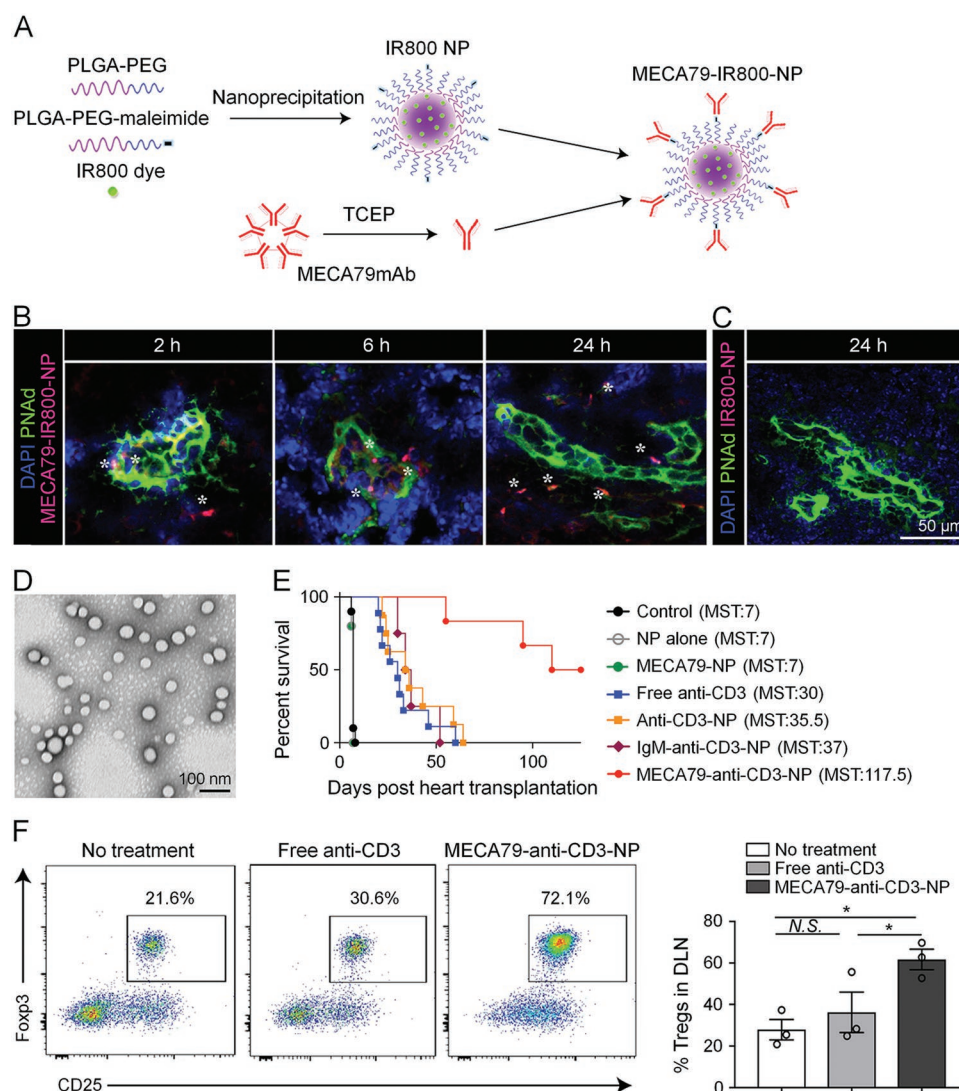 A
PLGA-PEG
PLGA-PEG-maleimide
IR800 dye
Nanoprecipitation
IR800 NP
MECA79-IR800-NP
TCEP
MECA79mAb
B
DAPI PNAd
MECA79-IR800-NP
2 h
6 h
24 h
* * *
* * * *
* * * * *
C
DAPI PNAd IR800-NP
24 h
50 µm
D
100 nm
E
Percent survival
100
50
0
0 50 100
Days post heart transplantation
Control (MST:7)
NP alone (MST:7)
MECA79-NP (MST:7)
Free anti-CD3 (MST:30)
Anti-CD3-NP (MST:35.5)
IgM-anti-CD3-NP (MST:37)
MECA79-anti-CD3-NP (MST:117.5)
F
No treatment
Free anti-CD3
MECA79-anti-CD3-NP
21.6%
30.6%
72.1%
Foxp3
CD25
No treatment
Free anti-CD3
MECA79-anti-CD3-NP
% Tregs in DLN
80
60
40
20
0
*
N.S.
*